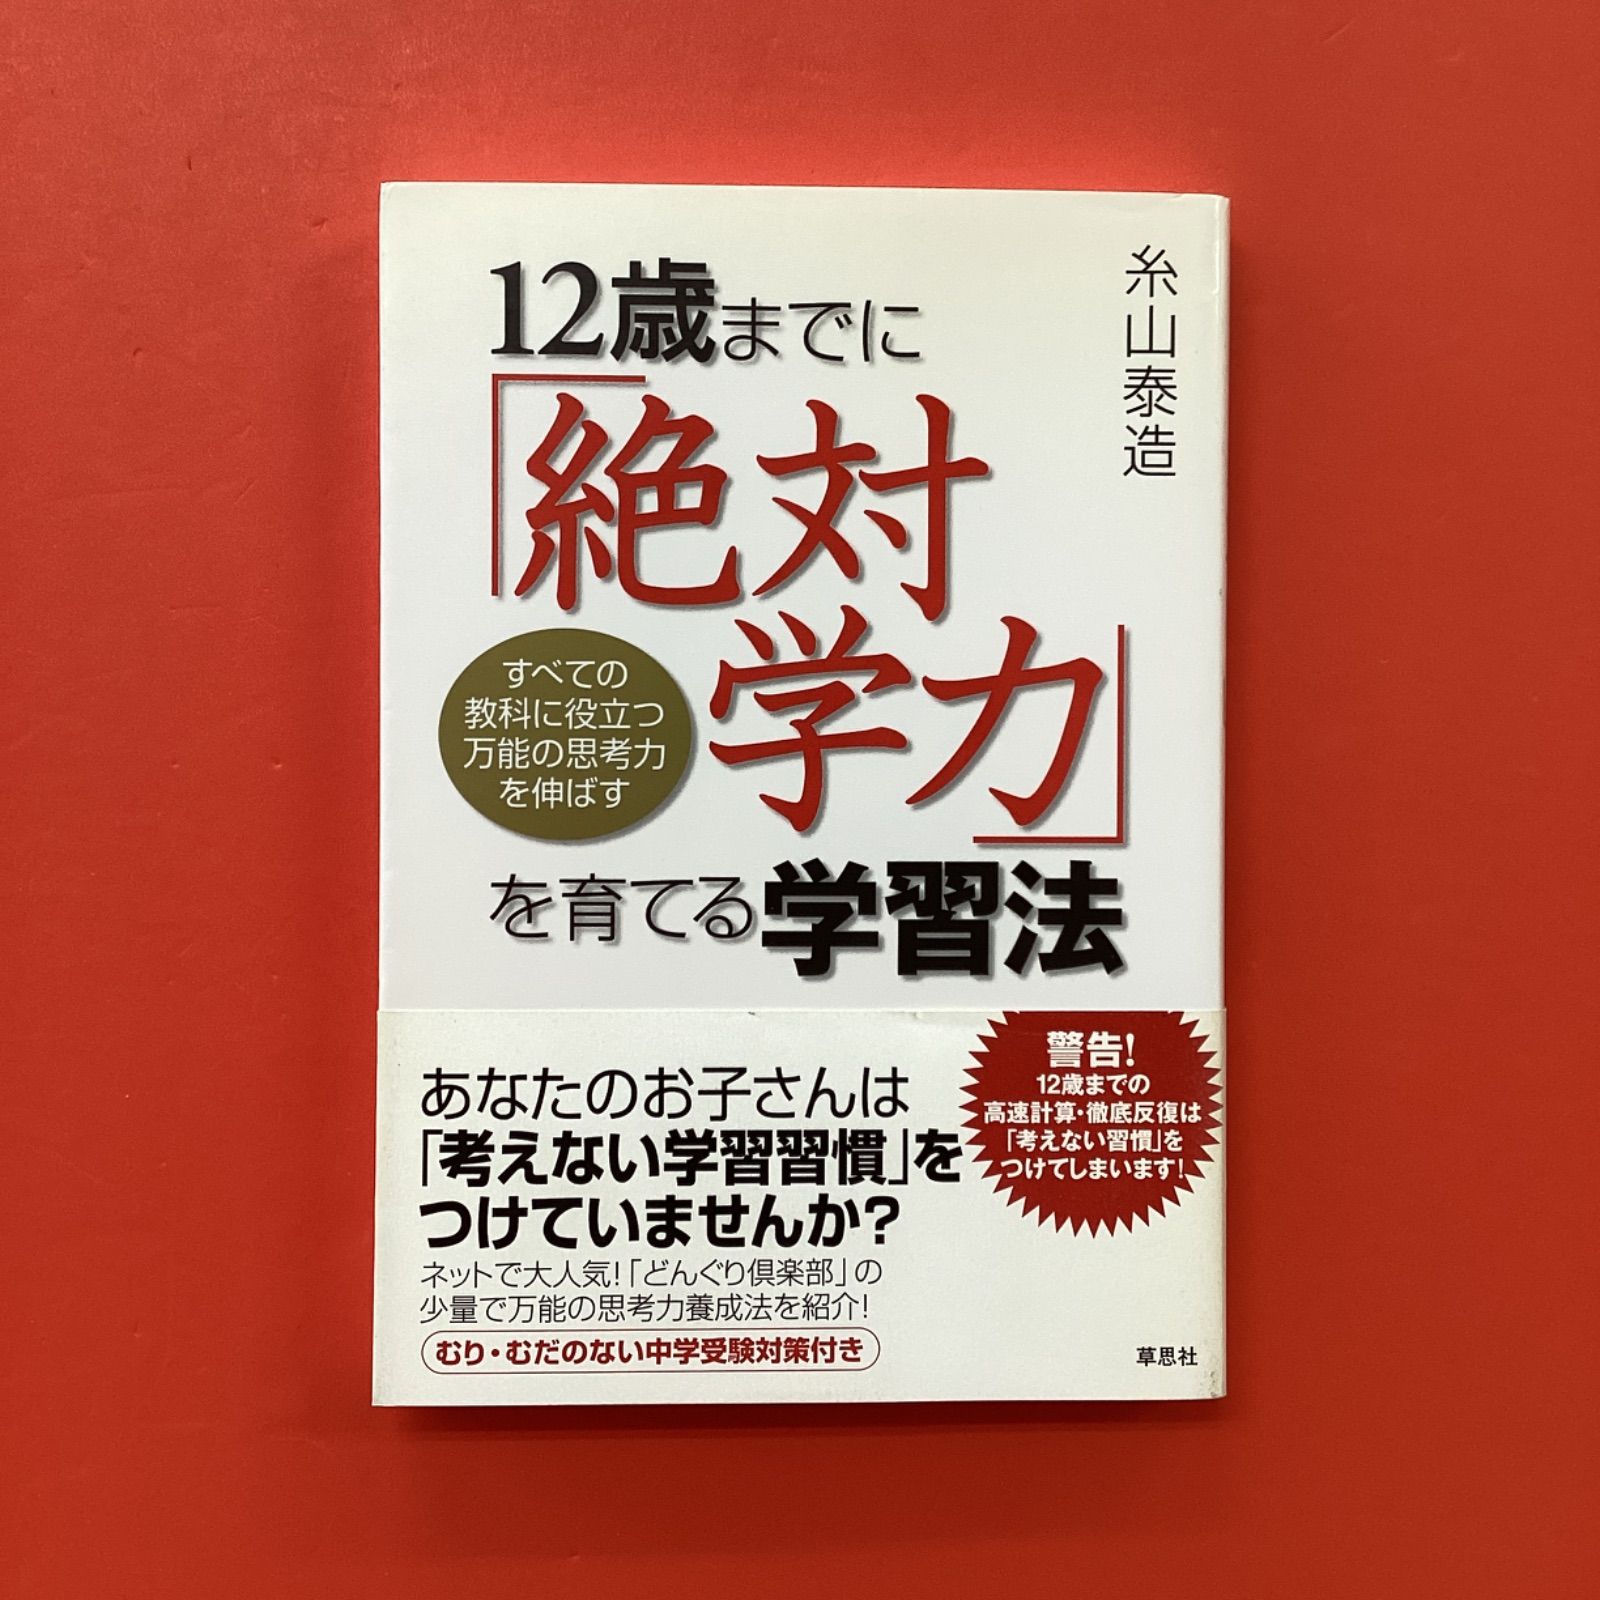 糸山泰造
12歳までに
「絶対
学力」
を育てる学習法
すべての
教科に役立つ
万能の思考力
を伸ばす
あなたのお子さんは
「考えない学習習慣」を
つけていませんか?
ネットで大人気!「どんぐり倶楽部」の
少量で万能の思考力養成法を紹介!
むり・むだのない中学受験対策付き
警告!
12歳までの
高速計算・徹底反復は
「考えない習慣」を
つけてしまいます!
草思社